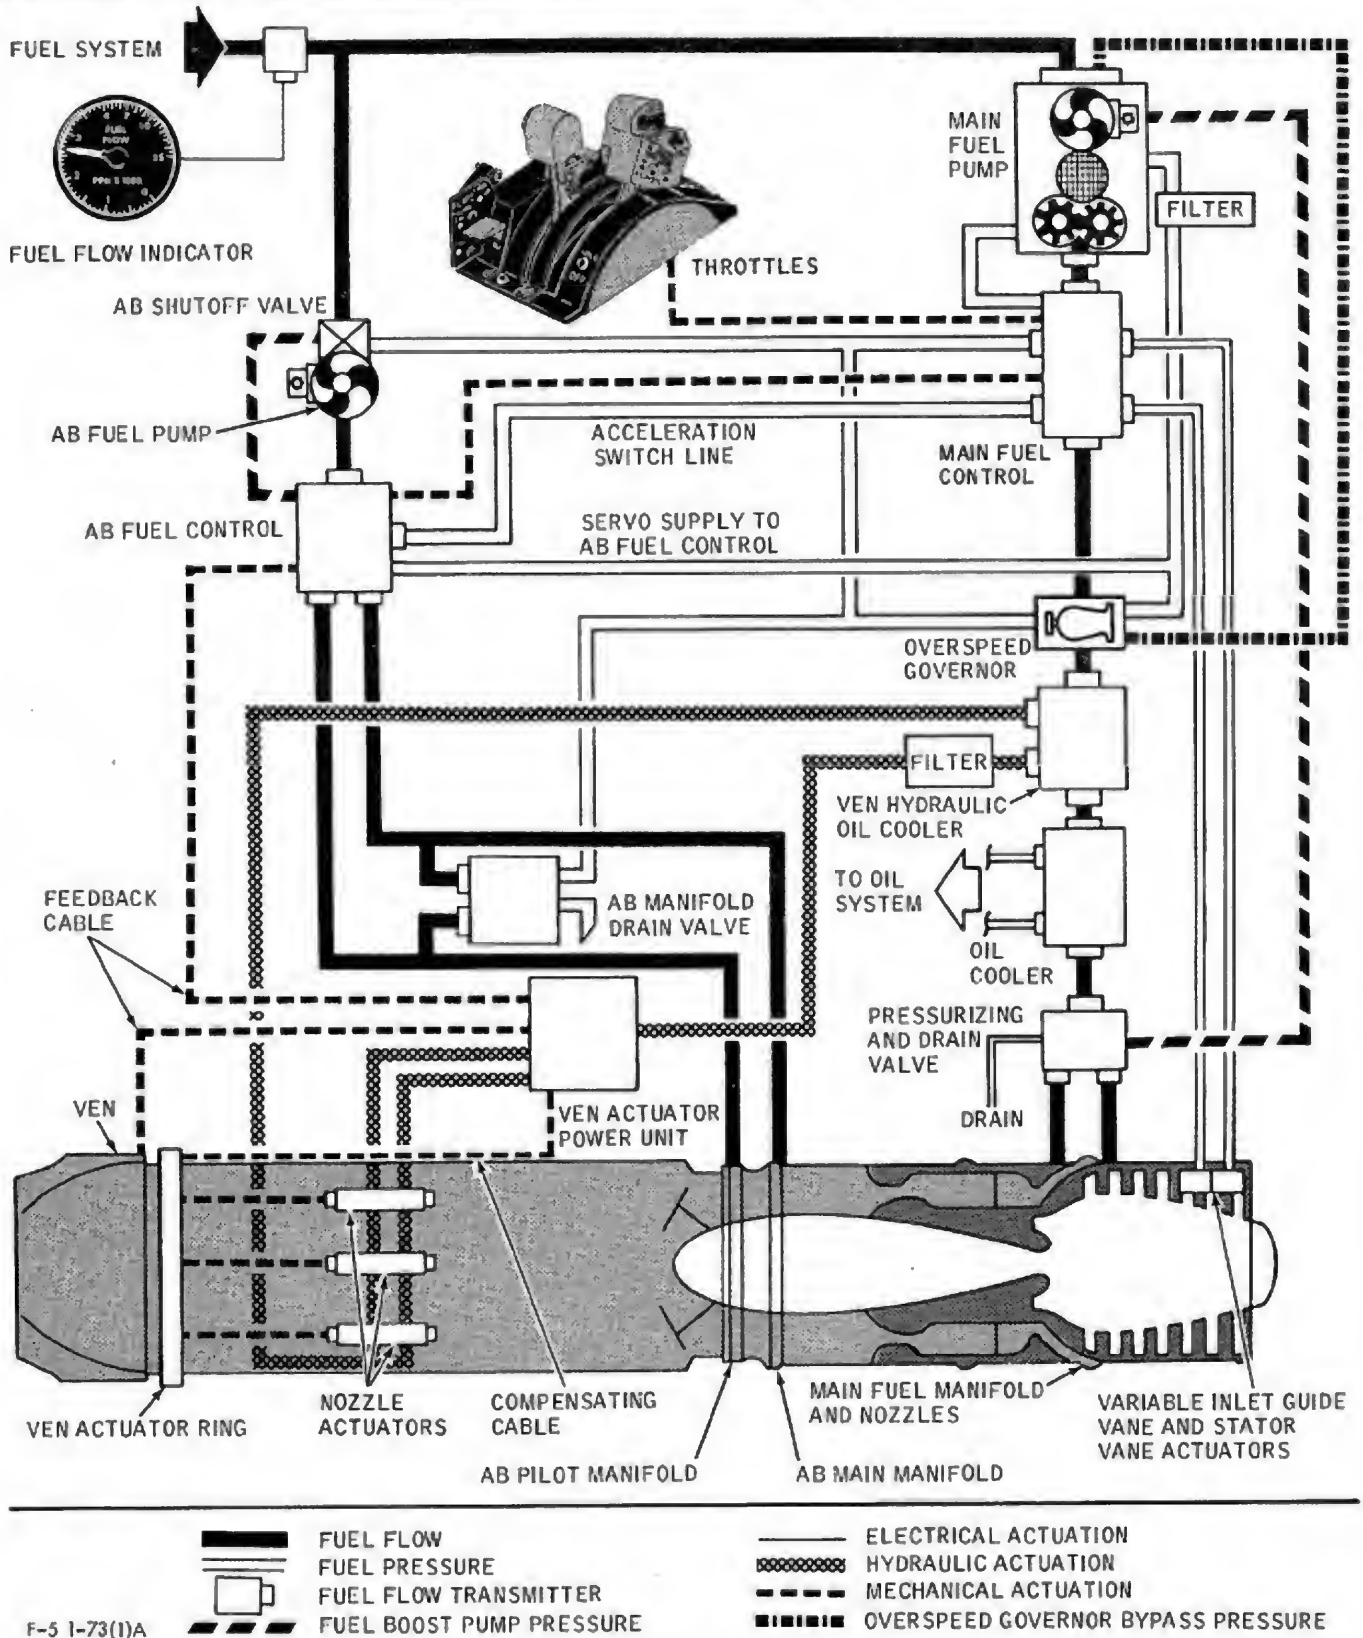 FUEL SYSTEM
FUEL
FLOW
PPH X 1000
FUEL FLOW INDICATOR
MAIN
FUEL
PUMP
FILTER
THROTTLES
OFF
AB SHUTOFF VALVE
AB FUEL PUMP
ACCELERATION
SWITCH LINE
MAIN FUEL
CONTROL
AB FUEL CONTROL
SERVO SUPPLY TO
AB FUEL CONTROL
OVERSPEED
GOVERNOR
FILTER
VEN HYDRAULIC
OIL COOLER
FEEDBACK
CABLE
AB MANIFOLD
DRAIN VALVE
TO OIL
SYSTEM
OIL
COOLER
PRESSURIZING
AND DRAIN
VALVE
DRAIN
VEN
VEN ACTUATOR
POWER UNIT
VEN ACTUATOR RING
NOZZLE
ACTUATORS
COMPENSATING
CABLE
MAIN FUEL MANIFOLD
AND NOZZLES
VARIABLE INLET GUIDE
VANE AND STATOR
VANE ACTUATORS
AB PILOT MANIFOLD
AB MAIN MANIFOLD
FUEL FLOW
FUEL PRESSURE
FUEL FLOW TRANSMITTER
FUEL BOOST PUMP PRESSURE
ELECTRICAL ACTUATION
HYDRAULIC ACTUATION
MECHANICAL ACTUATION
OVERSPEED GOVERNOR BYPASS PRESSURE
F-5 1-73(1)A